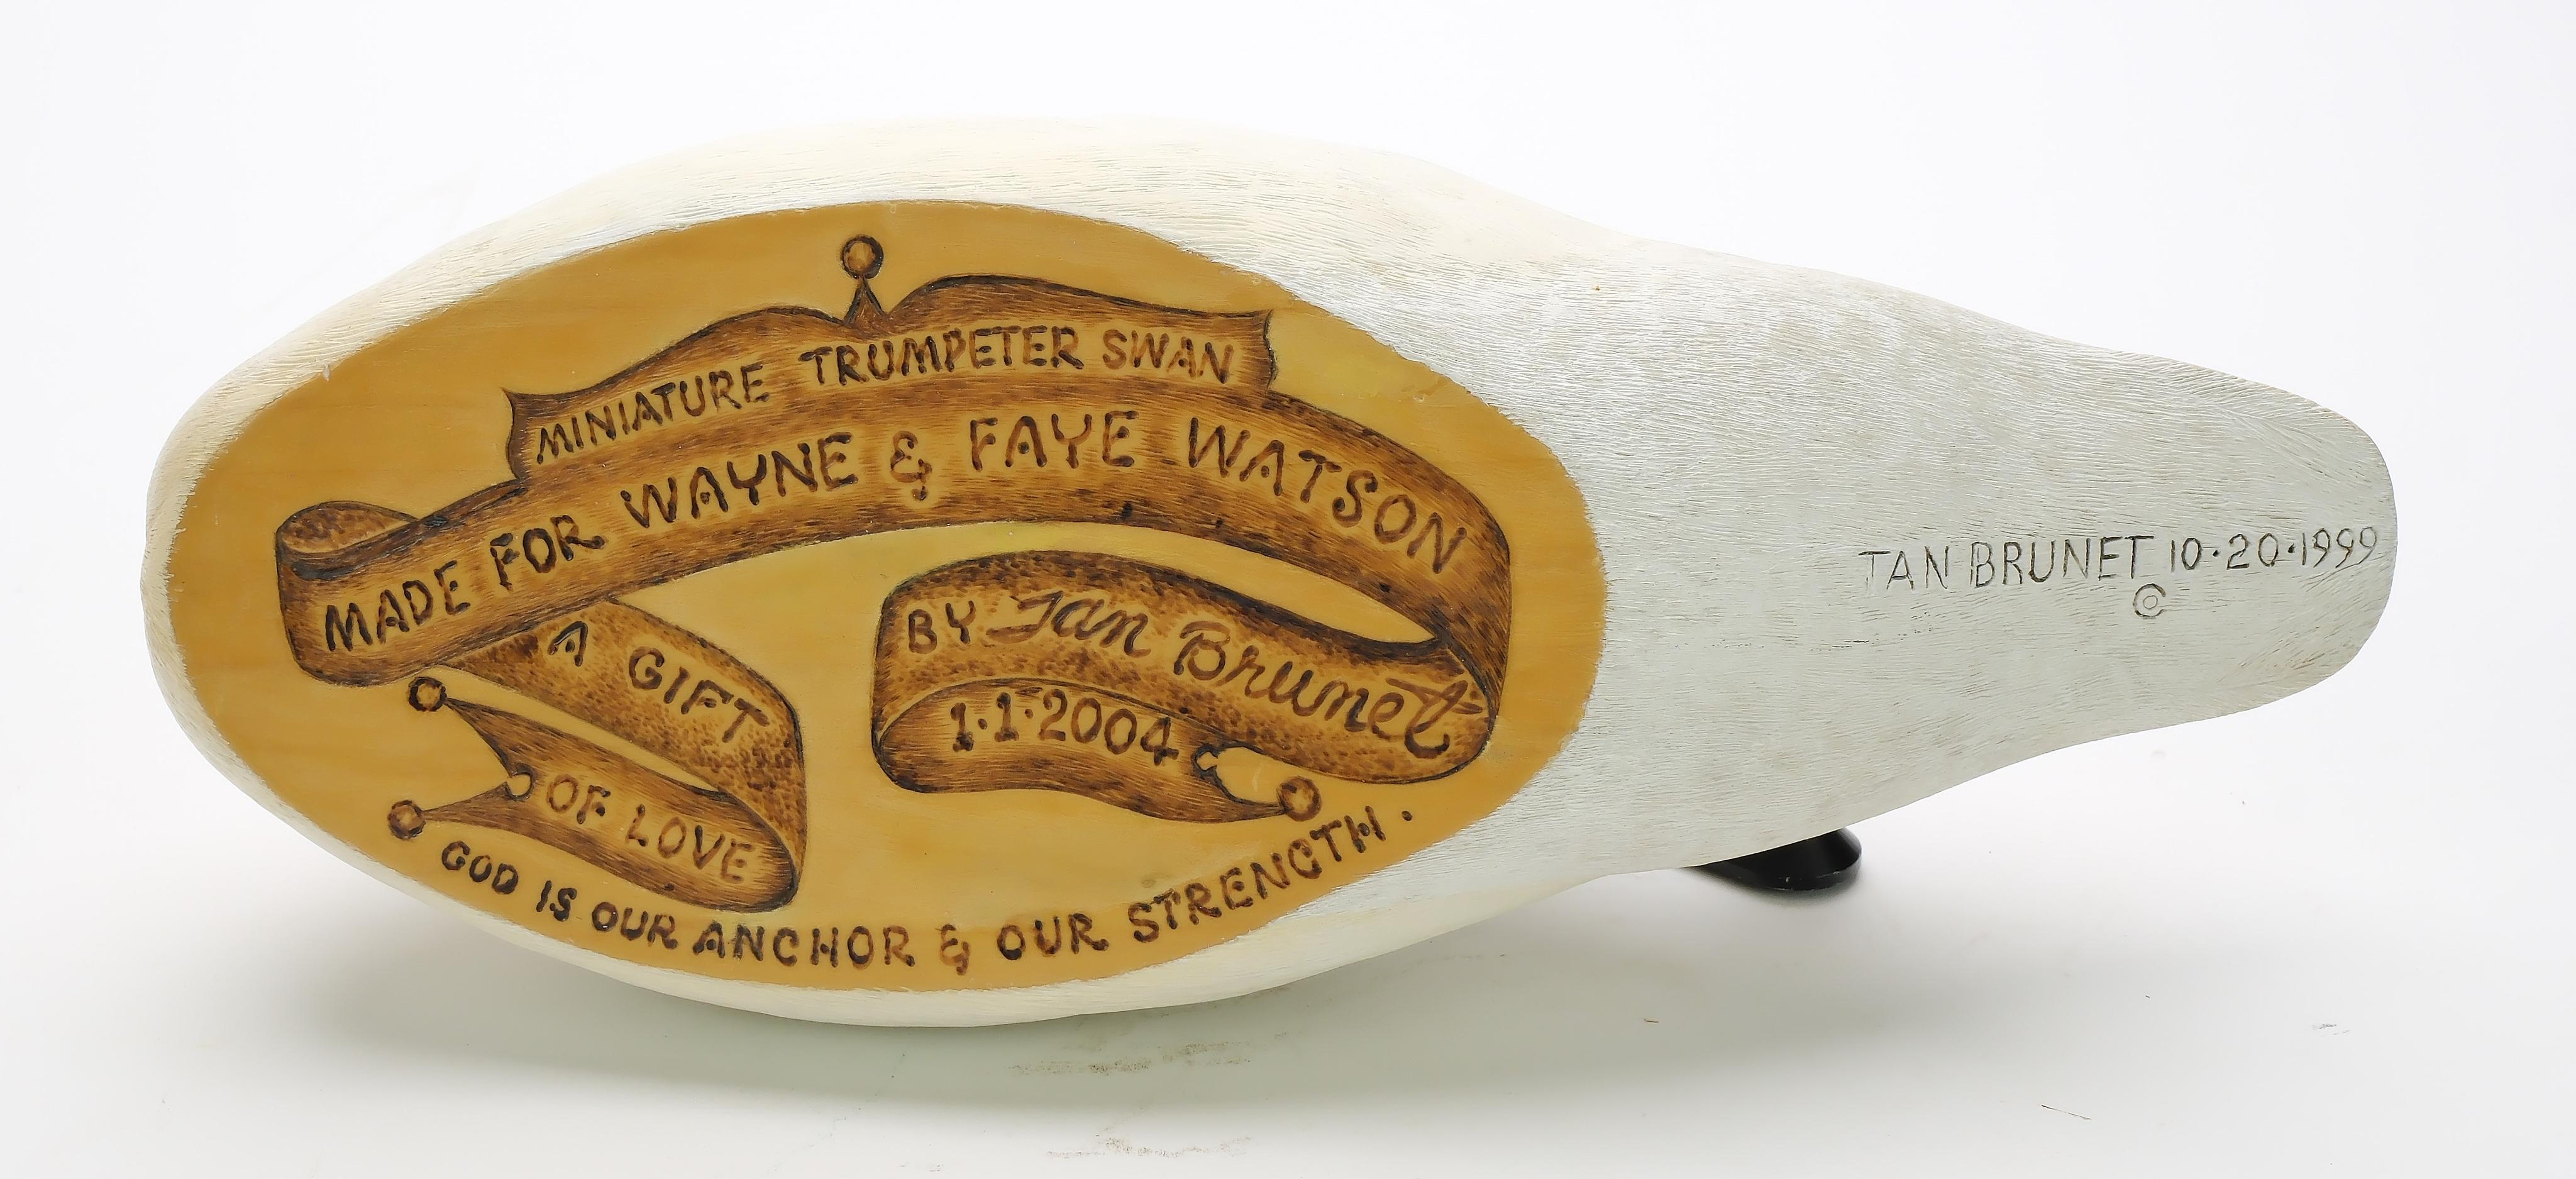 MINIATURE TRUMPETER SWAN
MADE FOR WAYNE & FAYE WATSON
A GIFT
OF LOVE
BY Tan Brunet
1·1·2004
GOD IS OUR ANCHOR & OUR STRENGTH.
TAN BRUNET 10·20·1999
©